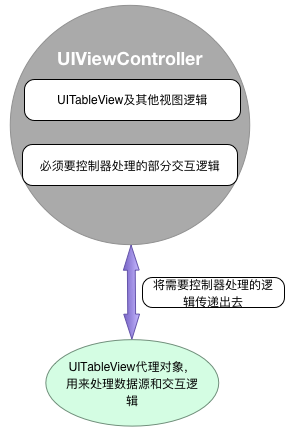 UIViewController
UITableView及其他视图逻辑
必须要控制器处理的部分交互逻辑
将需要控制器处理的逻
辑传递出去
UITableView代理对象，
用来处理数据源和交互逻
辑